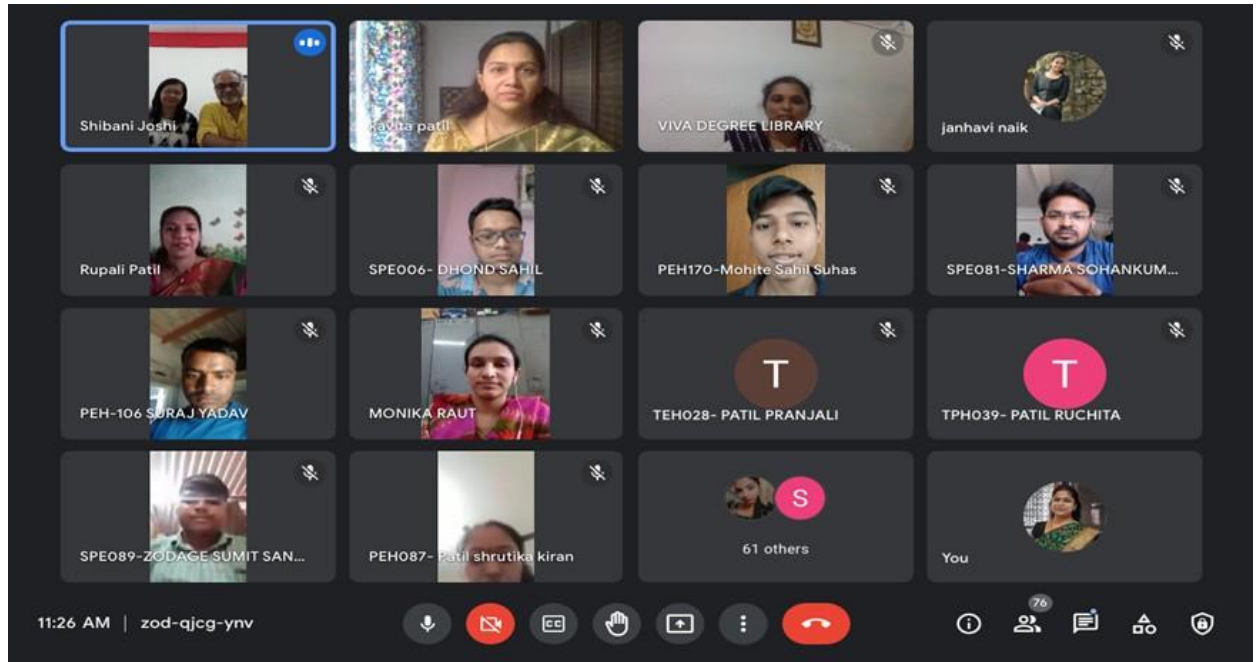 Shibani Joshi
kavita patil
VIVA DEGREE LIBRARY
janhavi naik
Rupali Patil
SPE006- DHOND SAHIL
PEH170-Mohite Sahil Suhas
SPE081-SHARMA SOHANKUM...
PEH-106 SURAJ YADAV
MONIKA RAUT
T
TEH028- PATIL PRANJALI
T
TPH039- PATIL RUCHITA
SPE089-ZODAGE SUMIT SAN...
PEH087- Patil shrutika kiran
S
61 others
You
11:26 AM | zod-qjcg-ynv
CC
76